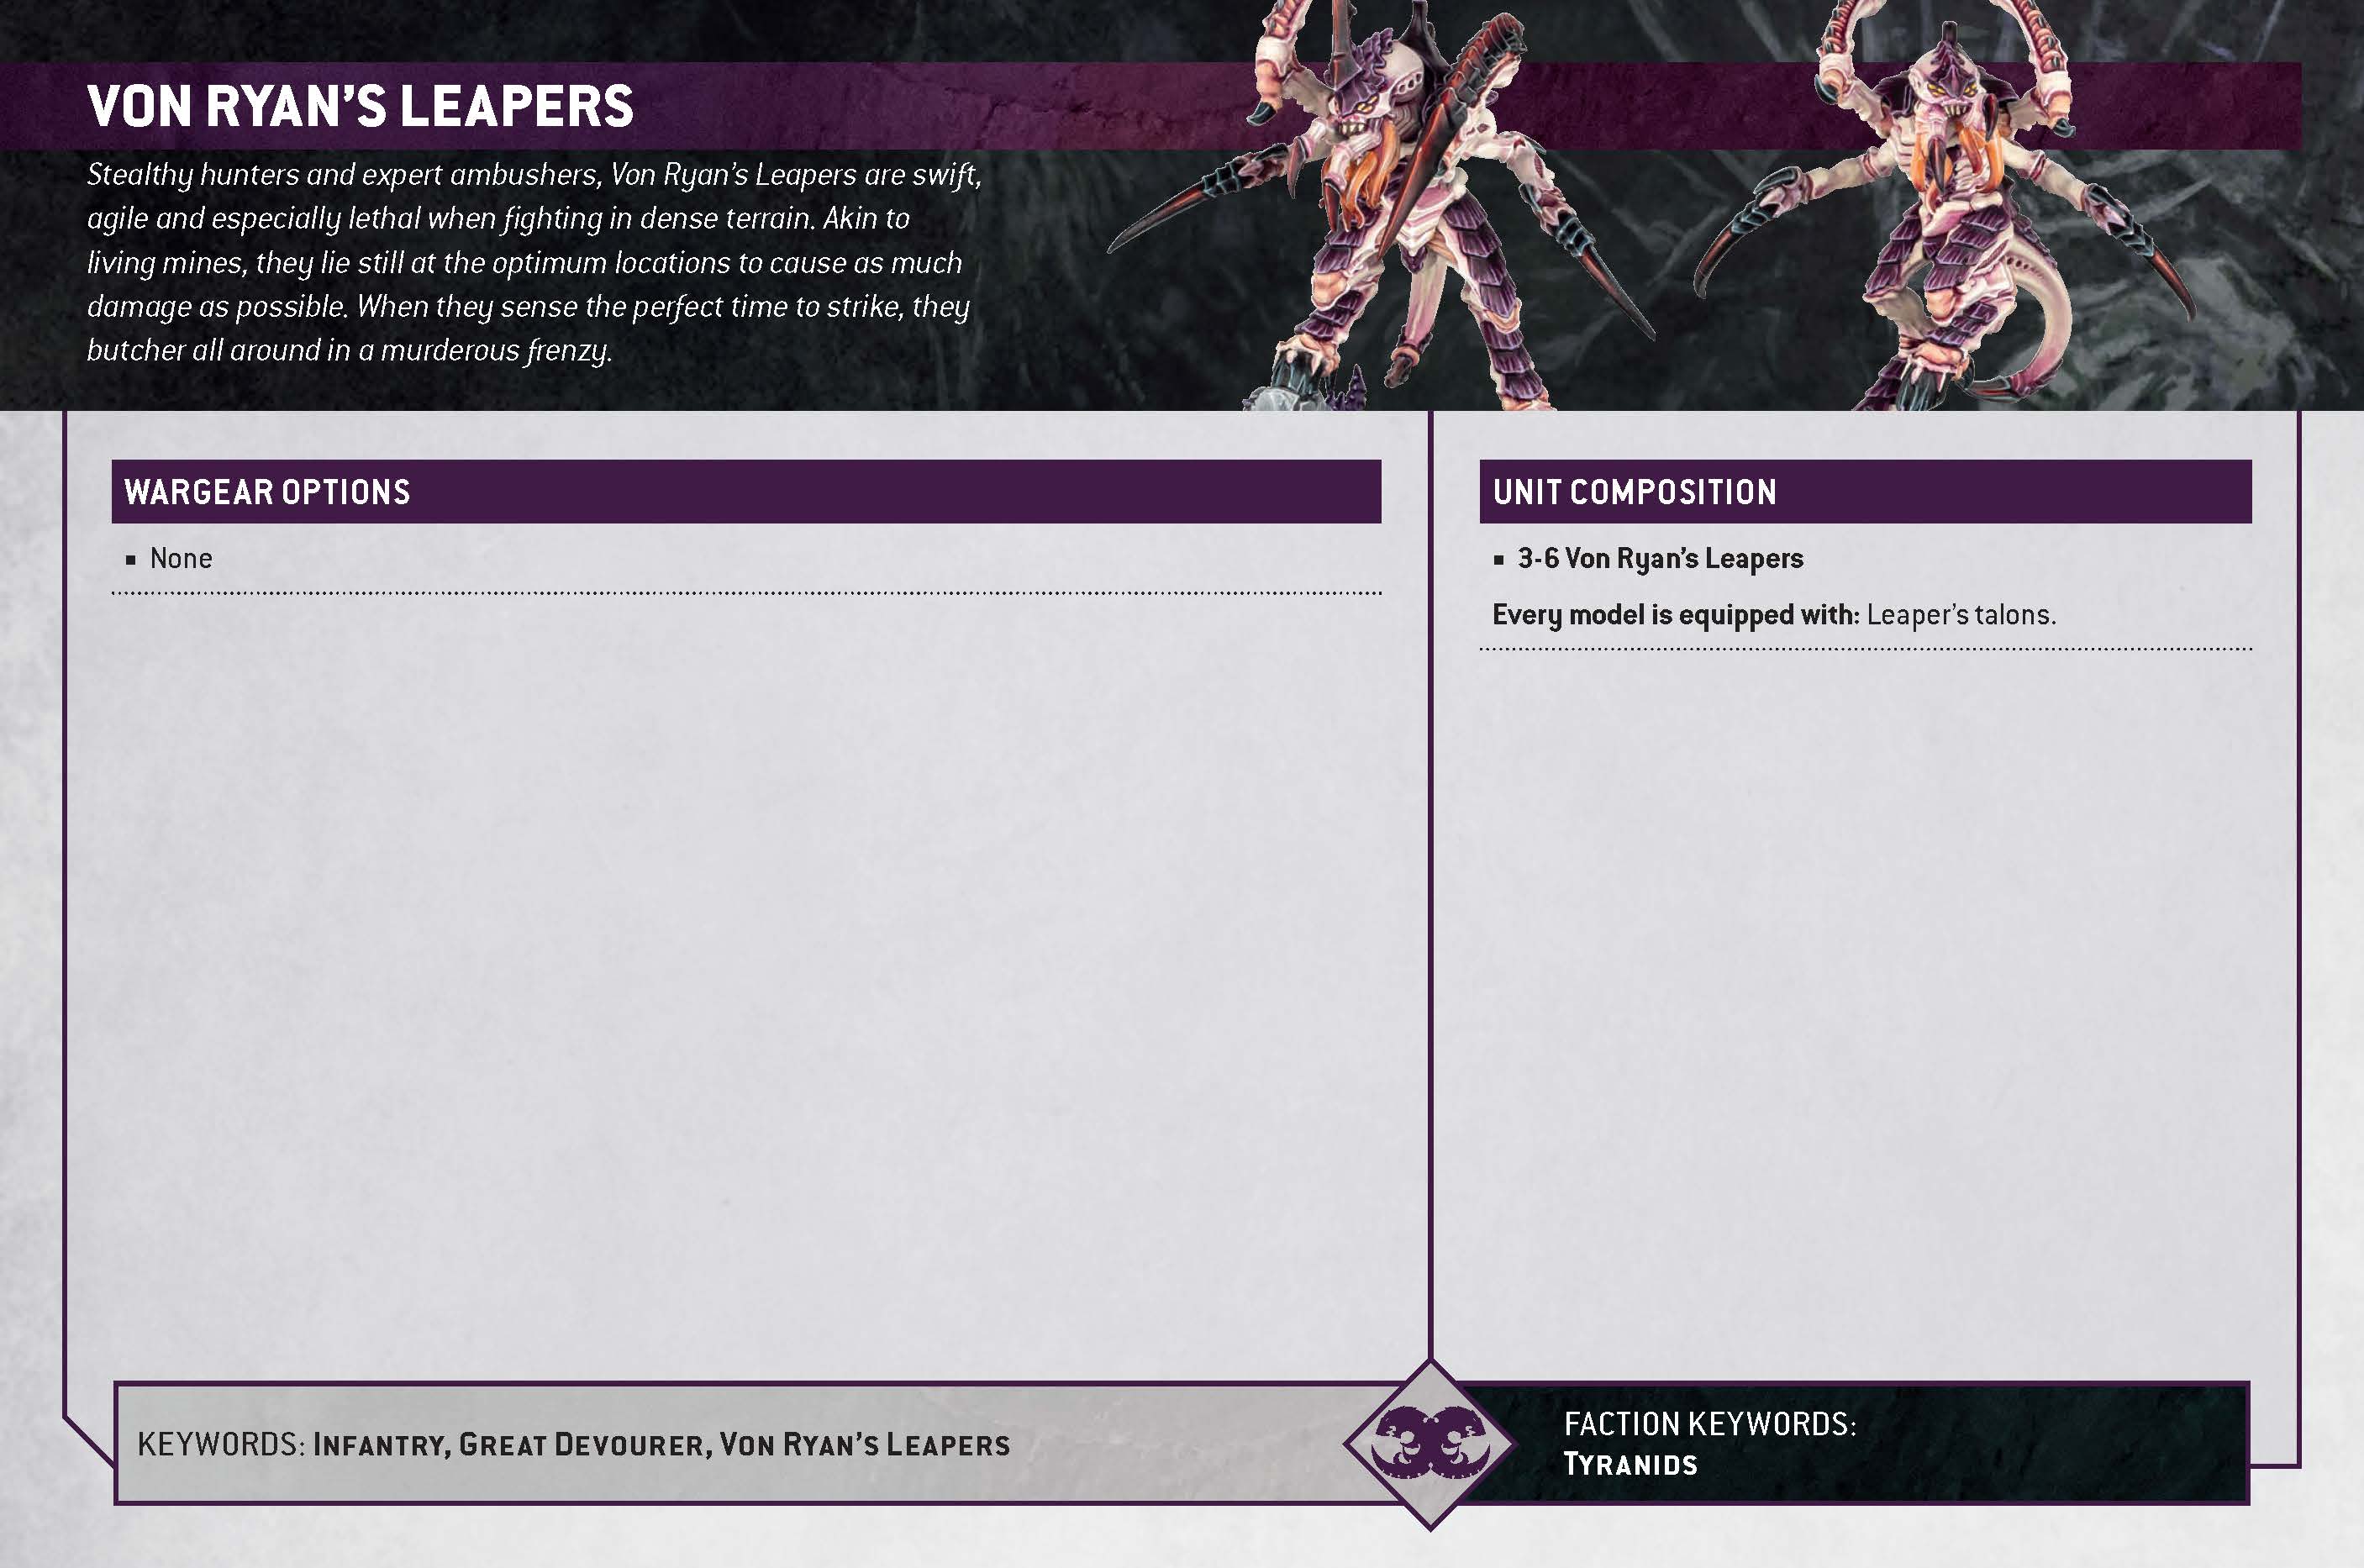 VON RYAN’S LEAPERS
Stealthy hunters and expert ambushers, Von Ryan’s Leapers are swift,
agile and especially lethal when fighting in dense terrain. Akin to
living mines, they lie still at the optimum locations to cause as much
damage as possible. When they sense the perfect time to strike, they
butcher all around in a murderous frenzy.
WARGEAR OPTIONS
▪ None
UNIT COMPOSITION
▪ 3-6 Von Ryan’s Leapers
Every model is equipped with: Leaper’s talons.
KEYWORDS: INFANTRY, GREAT DEVOURER, VON RYAN’S LEAPERS
FACTION KEYWORDS:
TYRANIDS